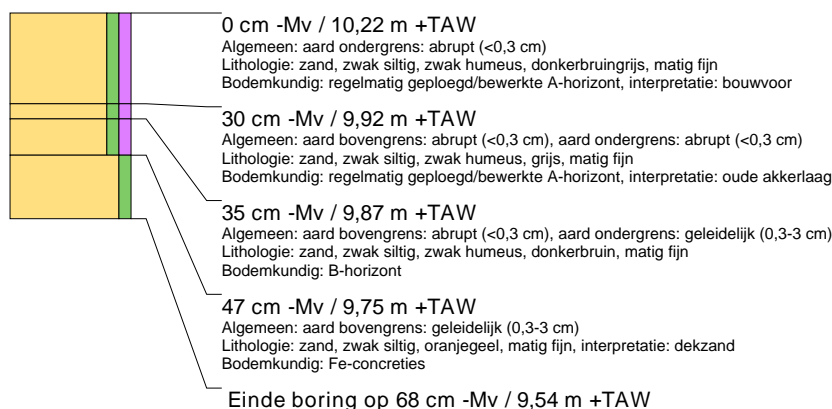 0 cm -Mv / 10,22 m +TAW
Algemeen: aard ondergrens: abrupt (<0,3 cm)
Lithologie: zand, zwak siltig, zwak humeus, donkerbruingrijs, matig fijn
Bodemkundig: regelmatig geploegd/bewerkte A-horizont, interpretatie: bouwvoor
30 cm -Mv / 9,92 m +TAW
Algemeen: aard bovengrens: abrupt (<0,3 cm), aard ondergrens: abrupt (<0,3 cm)
Lithologie: zand, zwak siltig, zwak humeus, grijs, matig fijn
Bodemkundig: regelmatig geploegd/bewerkte A-horizont, interpretatie: oude akkerlaag
35 cm -Mv / 9,87 m +TAW
Algemeen: aard bovengrens: abrupt (<0,3 cm), aard ondergrens: geleidelijk (0,3-3 cm)
Lithologie: zand, zwak siltig, zwak humeus, donkerbruin, matig fijn
Bodemkundig: B-horizont
47 cm -Mv / 9,75 m +TAW
Algemeen: aard bovengrens: geleidelijk (0,3-3 cm)
Lithologie: zand, zwak siltig, oranjegeel, matig fijn, interpretatie: dekzand
Bodemkundig: Fe-concreties
Einde boring op 68 cm -Mv / 9,54 m +TAW